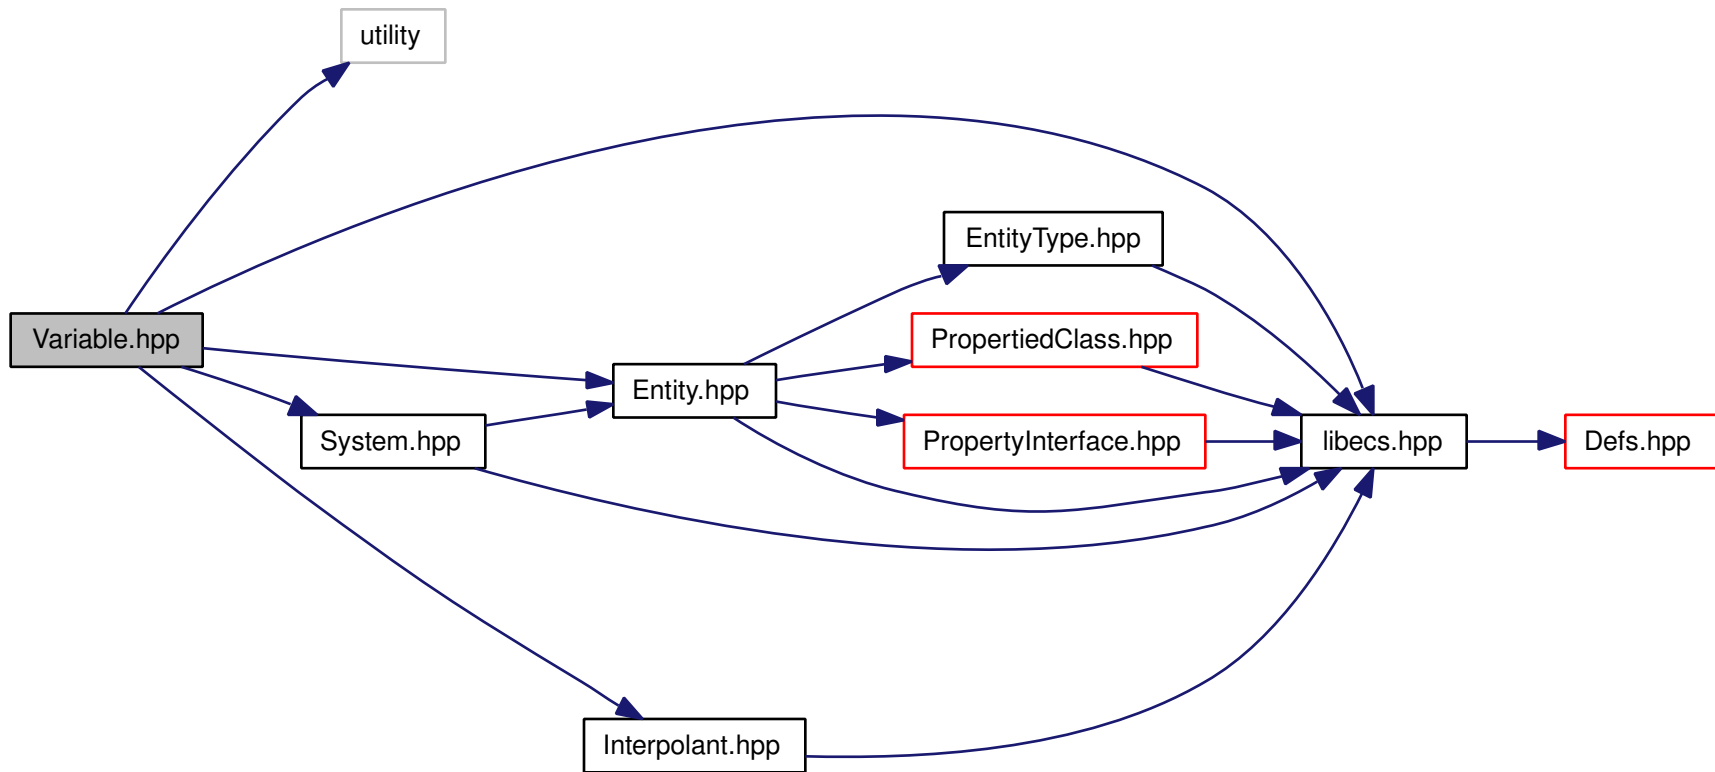 utility
EntityType.hpp
Variable.hpp
PropertiedClass.hpp
Entity.hpp
System.hpp
PropertyInterface.hpp
libecs.hpp
Defs.hpp
Interpolant.hpp